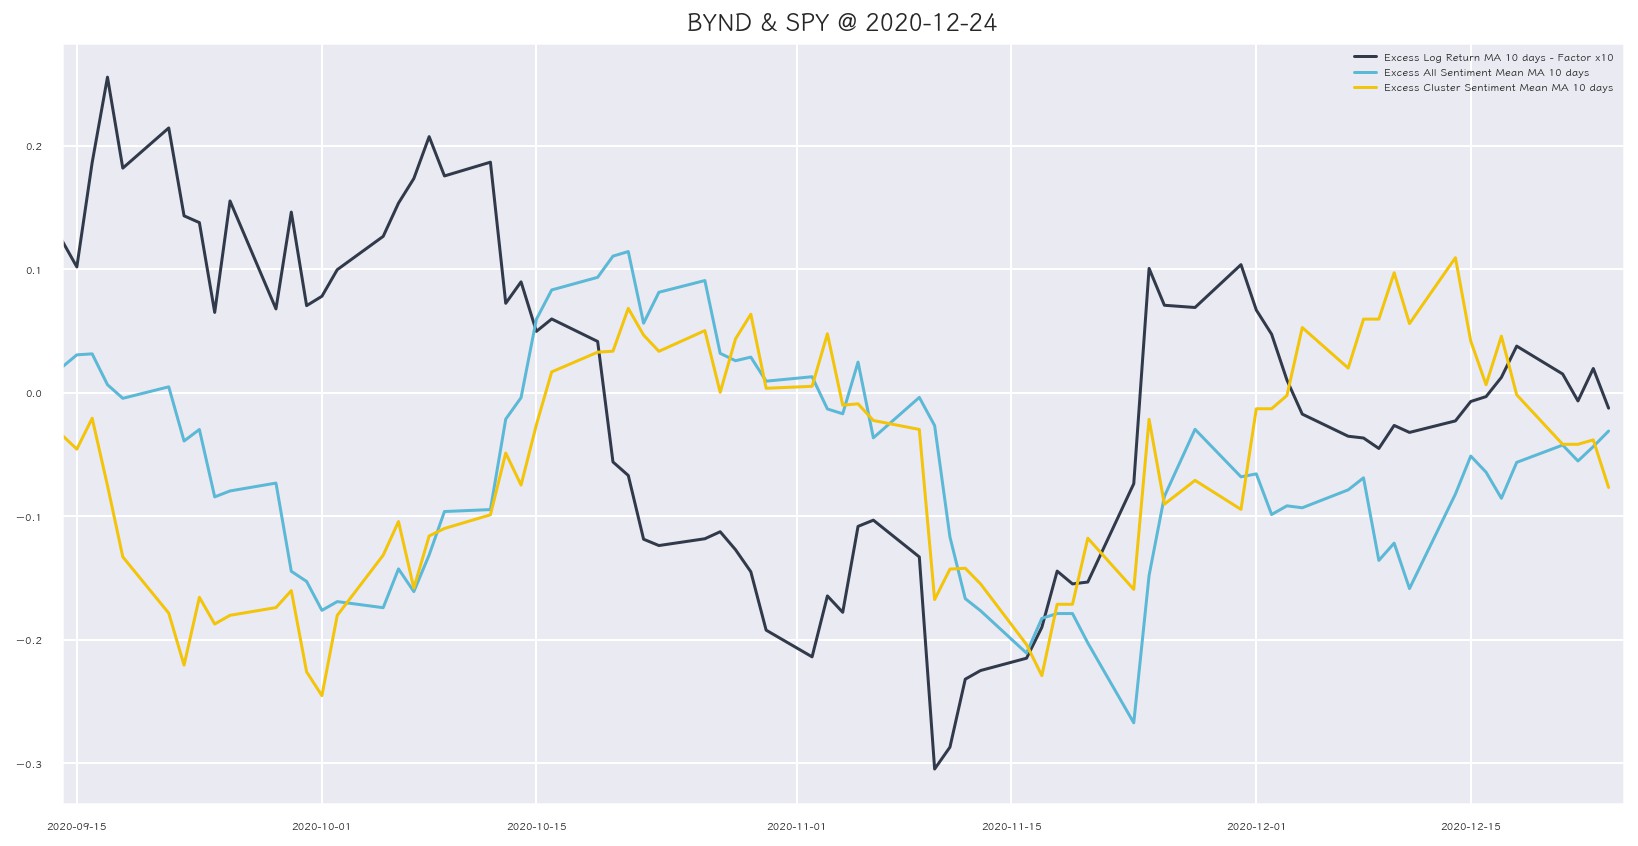 BYND & SPY @ 2020-12-24
Excess Log Return MA 10 days - Factor x10
Excess All Sentiment Mean MA 10 days
Excess Cluster Sentiment Mean MA 10 days
0.2
0.1
0.0
−0.1
−0.2
−0.3
2020-09-15 2020-10-01 2020-10-15 2020-11-01 2020-11-15 2020-12-01 2020-12-15